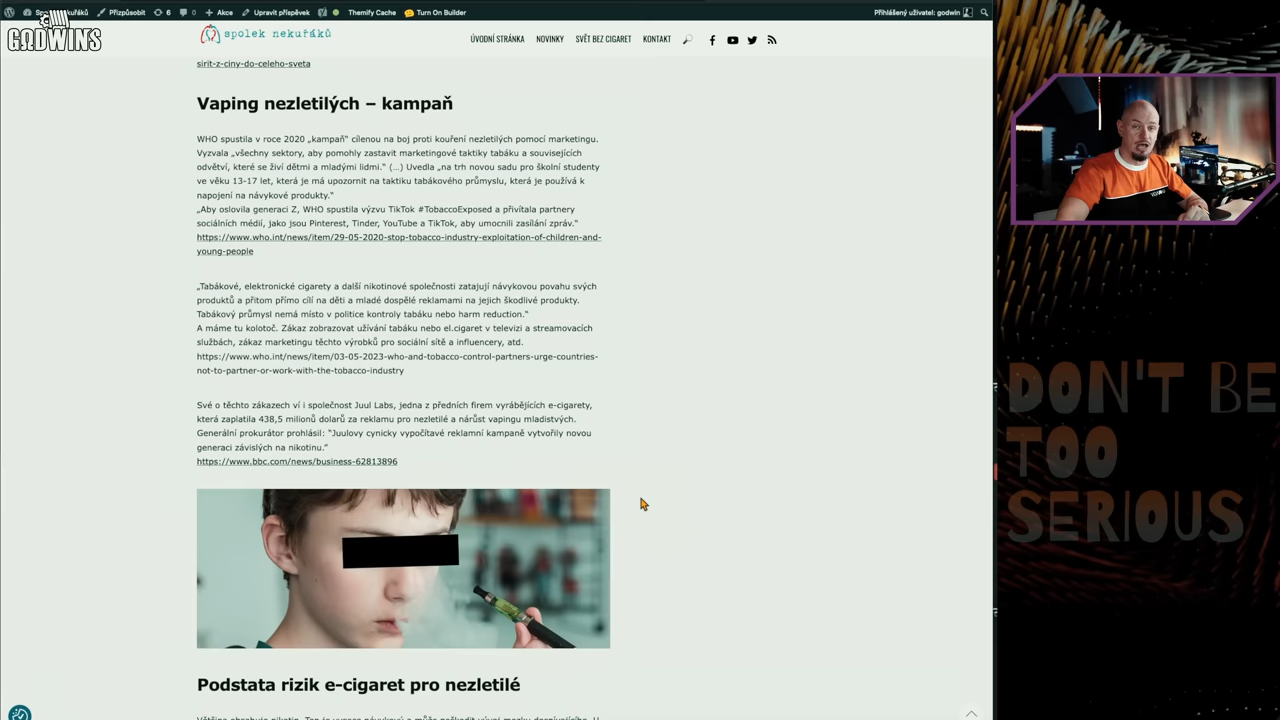 Přizpůsobit
6
0
Akce
Upravit příspěvek
Themify Cache
Turn On Builder
Přihlášený uživatel: godwin
GODWINS
spolek nekuřáků
ÚVODNÍ STRÁNKA
NOVINKY
SVĚT BEZ CIGARET
KONTAKT
sirit-z-ciny-do-celeho-sveta
Vaping nezletilých – kampaň
WHO spustila v roce 2020 „kampaň“ cílenou na boj proti kouření nezletilých pomocí marketingu.
Vyzvala „všechny sektory, aby pomohly zastavit marketingové taktiky tabáku a souvisejících
odvětví, které se živí dětmi a mladými lidmi.“ (…) Uvedla „na trh novou sadu pro školní studenty
ve věku 13-17 let, která je má upozornit na taktiku tabákového průmyslu, která je používá k
napojení na návykové produkty.“
„Aby oslovila generaci Z, WHO spustila výzvu TikTok #TobaccoExposed a přivítala partnery
sociálních médií, jako jsou Pinterest, Tinder, YouTube a TikTok, aby umocnili zasílání zpráv.“
https://www.who.int/news/item/29-05-2020-stop-tobacco-industry-exploitation-of-children-and-
young-people
„Tabákové, elektronické cigarety a další nikotinové společnosti zatajují návykovou povahu svých
produktů a přitom přímo cílí na děti a mladé dospělé reklamami na jejich škodlivé produkty.
Tabákový průmysl nemá místo v politice kontroly tabáku nebo harm reduction.“
A máme tu kolotoč. Zákaz zobrazovat užívání tabáku nebo el.cigaret v televizi a streamovacích
službách, zákaz marketingu těchto výrobků pro sociální sítě a influencery, atd.
https://www.who.int/news/item/03-05-2023-who-and-tobacco-control-partners-urge-countries-
not-to-partner-or-work-with-the-tobacco-industry
Své o těchto zákazech ví i společnost Juul Labs, jedna z předních firem vyrábějících e-cigarety,
která zaplatila 438,5 milionů dolarů za reklamu pro nezletilé a nárůst vapingu mladistvých.
Generální prokurátor prohlásil: “Juulovy cynicky vypočítavé reklamní kampaně vytvořily novou
generaci závislých na nikotinu.”
https://www.bbc.com/news/business-62813896
Podstata rizik e-cigaret pro nezletilé
DON'T BE
TOO
SERIOUS